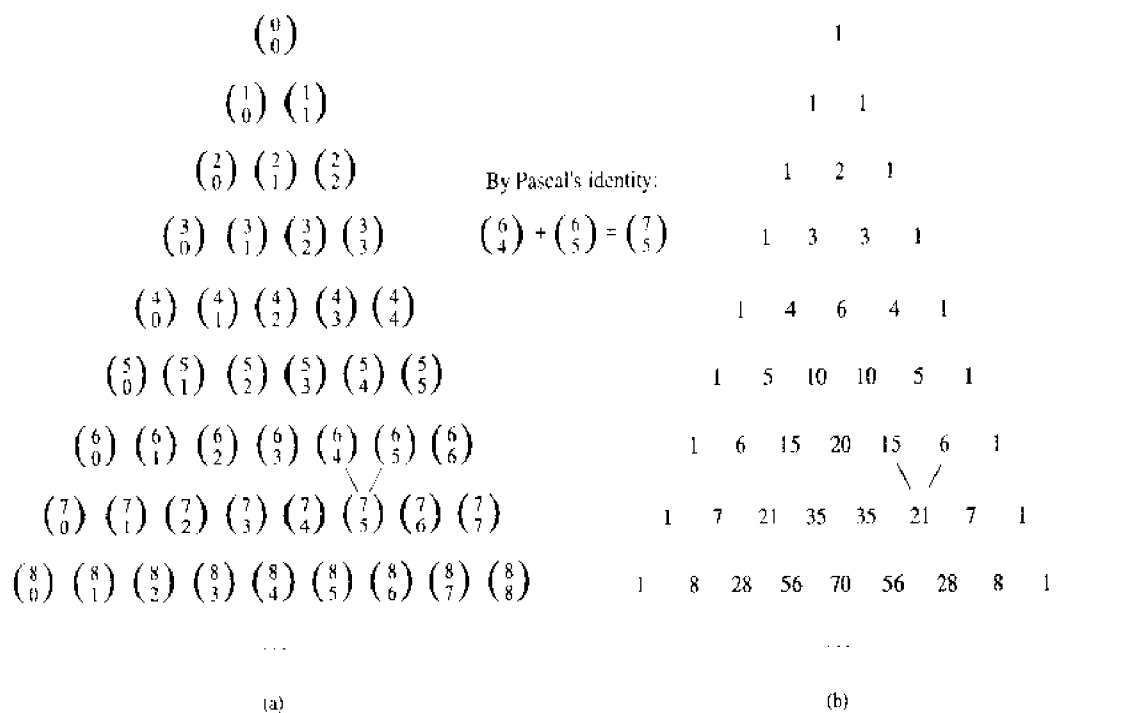 (0 0) 1
(1 0) (1 1) 1 1
(2 0) (2 1) (2 2) By Pascal's identity: 1 2 1
(3 0) (3 1) (3 2) (3 3) (6 4) + (6 5) = (7 5) 1 3 3 1
(4 0) (4 1) (4 2) (4 3) (4 4) 1 4 6 4 1
(5 0) (5 1) (5 2) (5 3) (5 4) (5 5) 1 5 10 10 5 1
(6 0) (6 1) (6 2) (6 3) (6 4) (6 5) (6 6) 1 6 15 20 15 6 1
(7 0) (7 1) (7 2) (7 3) (7 4) (7 5) (7 6) (7 7) 1 7 21 35 35 21 7 1
(8 0) (8 1) (8 2) (8 3) (8 4) (8 5) (8 6) (8 7) (8 8) 1 8 28 56 70 56 28 8 1
... ...
(a) (b)